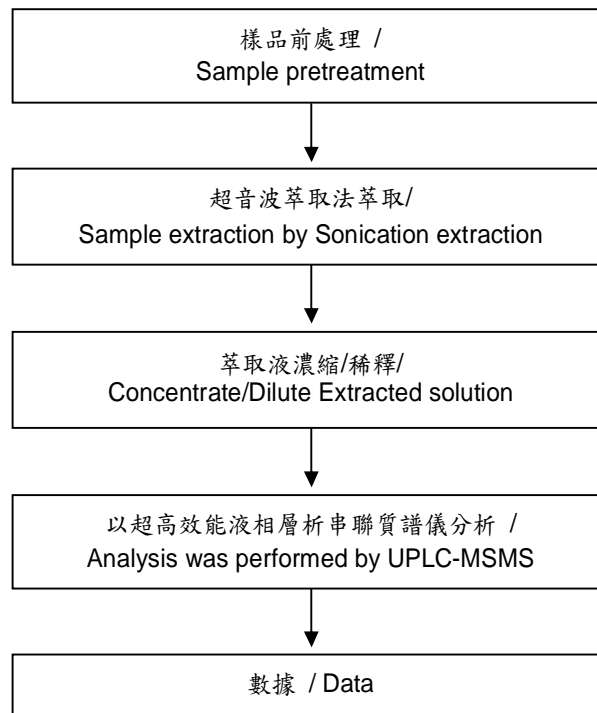 樣品前處理 /
Sample pretreatment
超音波萃取法萃取/
Sample extraction by Sonication extraction
萃取液濃縮/稀釋/
Concentrate/Dilute Extracted solution
以超高效能液相層析串聯質譜儀分析 /
Analysis was performed by UPLC-MSMS
數據 / Data